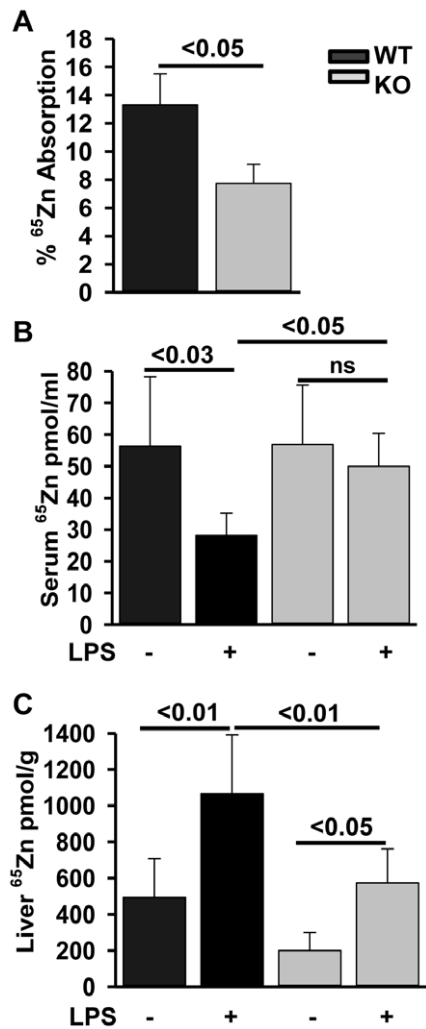 A
<0.05
WT
KO
% ⁶⁵Zn Absorption
18
16
14
12
10
8
6
4
2
0
B
<0.05
<0.03
ns
Serum ⁶⁵Zn pmol/ml
80
70
60
50
40
30
20
10
0
LPS - + - +
C
<0.01 <0.01
<0.05
Liver ⁶⁵Zn pmol/g
1400
1200
1000
800
600
400
200
0
LPS - + - +